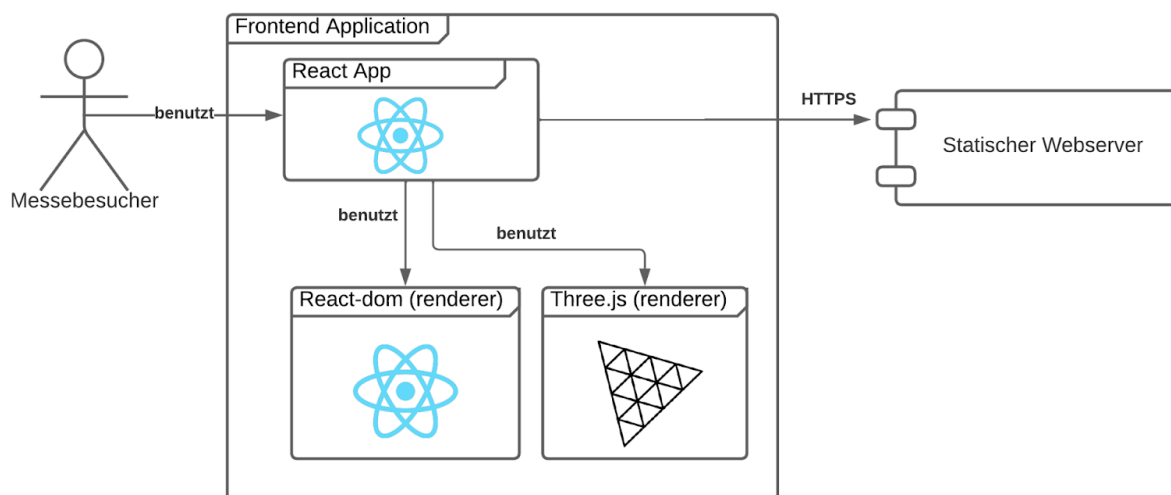 Frontend Application
React App
benutzt
HTTPS
Statischer Webserver
Messebesucher
benutzt
benutzt
React-dom (renderer)
Three.js (renderer)